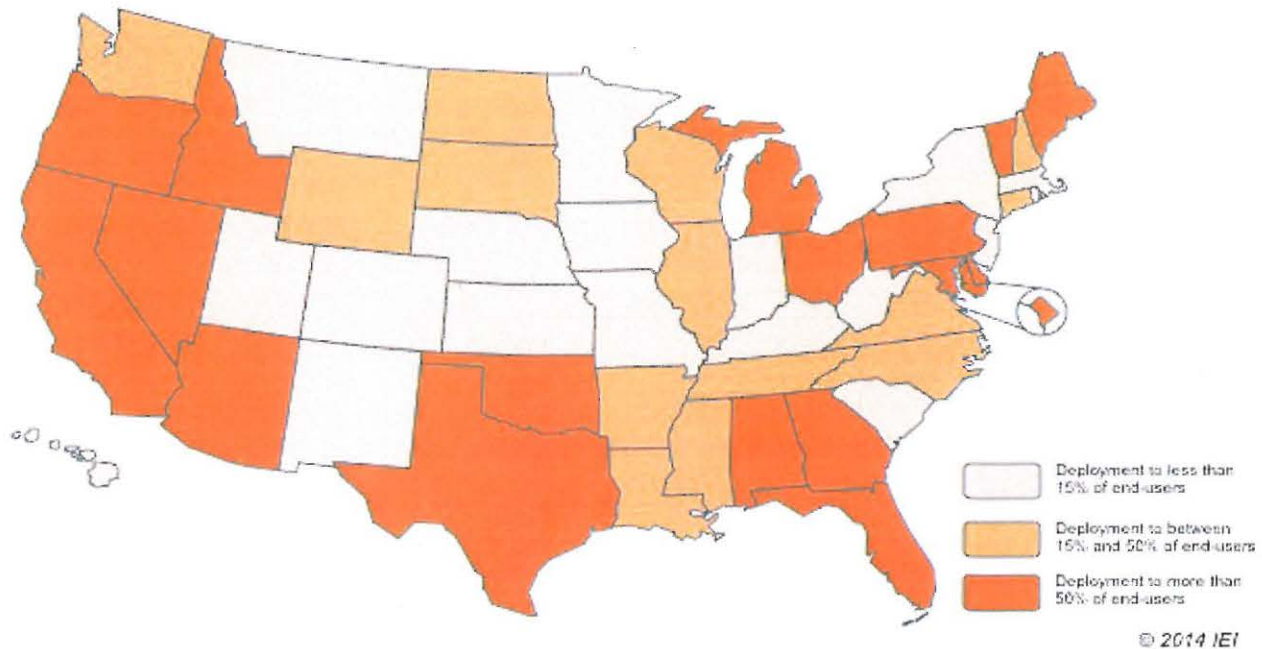 Deployment to less than
15% of end-users
Deployment to between
15% and 50% of end-users
Deployment to more than
50% of end-users
© 2014 IEI